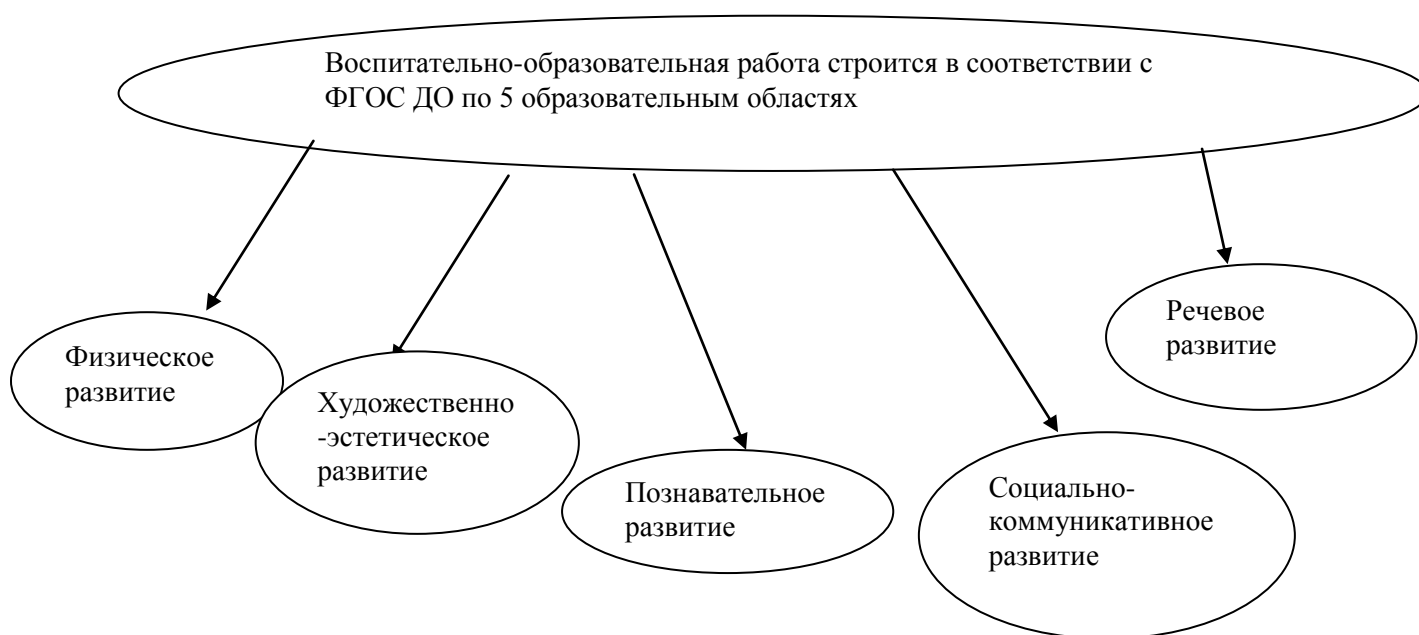 Воспитательно-образовательная работа строится в соответствии с
ФГОС ДО по 5 образовательным областях
Физическое
развитие
Художественно
-эстетическое
развитие
Познавательное
развитие
Социально-
коммуникативное
развитие
Речевое
развитие